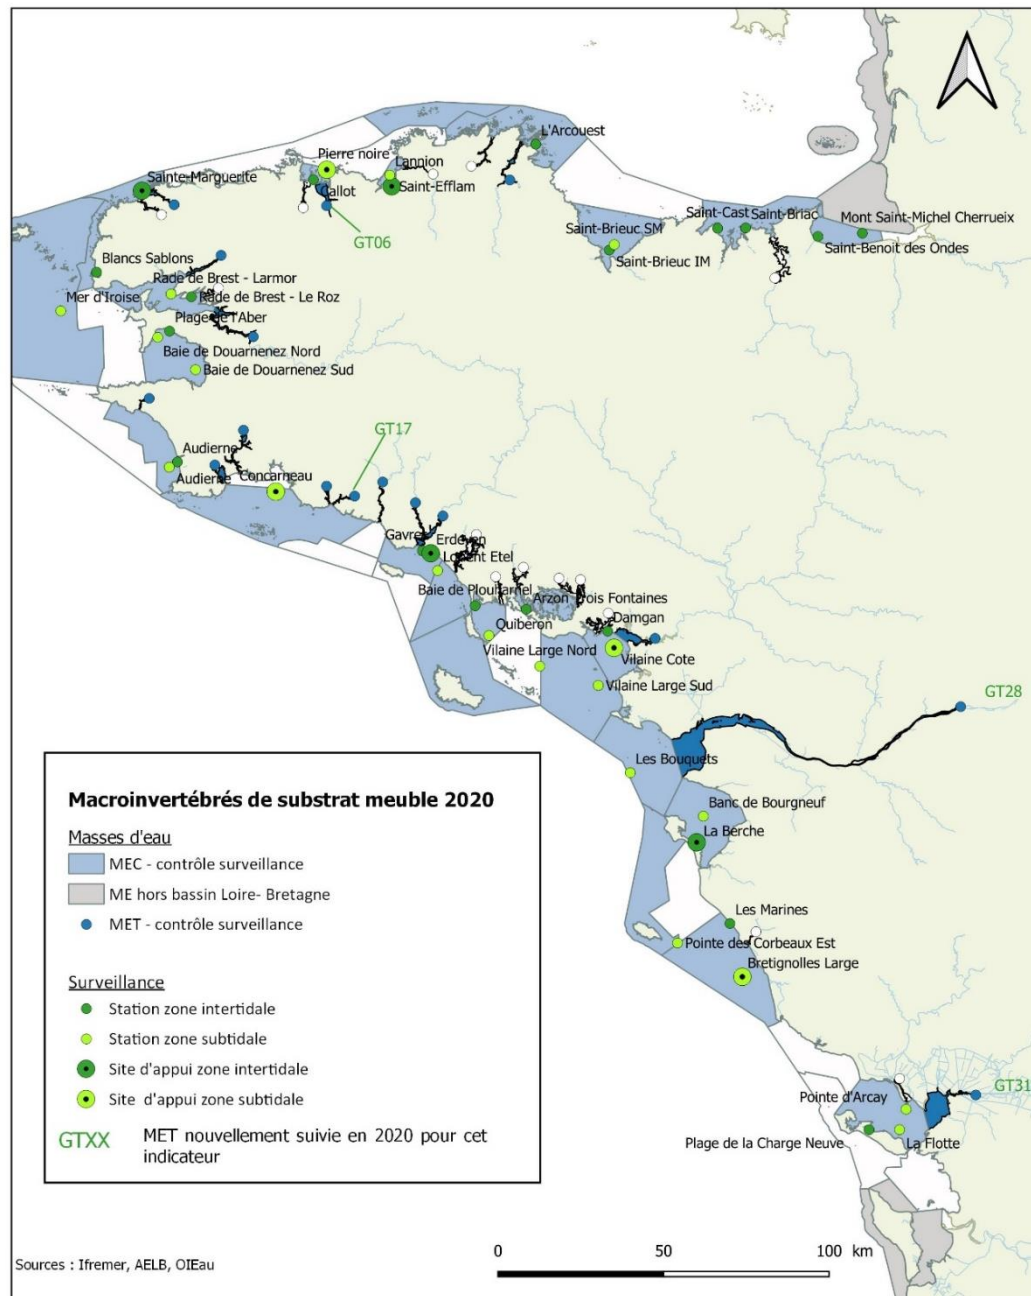 L'Arcouest
Pierre noire
Lannion
Sainte-Marguerite
Callot
Saint-Efflam
GT06
Saint-Cast
Saint-Briac
Mont Saint-Michel Cherrueix
Saint-Brieuc SM
Saint-Benoit des Ondes
Saint-Brieuc IM
Blancs Sablons
Rade de Brest - Larmor
Mer d'Iroise
Rade de Brest - Le Roz
Plage de l'Aber
Baie de Douarnenez Nord
Baie de Douarnenez Sud
GT17
Audierne
Audierne
Concarneau
Gavres
Erdeven
Lorient Etel
Baie de Plouharnel
Arzon
Trois Fontaines
Quiberon
Damgan
Vilaine Large Nord
Vilaine Cote
Vilaine Large Sud
GT28
Les Bouquets
Banc de Bourgneuf
La Berche
Les Marines
Pointe des Corbeaux Est
Bretignolles Large
Pointe d'Arcay
GT31
Plage de la Charge Neuve
La Flotte
Macroinvertébrés de substrat meuble 2020
Masses d'eau
MEC - contrôle surveillance
ME hors bassin Loire- Bretagne
MET - contrôle surveillance
Surveillance
Station zone intertidale
Station zone subtidale
Site d'appui zone intertidale
Site d'appui zone subtidale
GTXX MET nouvellement suivie en 2020 pour cet
indicateur
Sources : Ifremer, AELB, OIEau
0 50 100 km